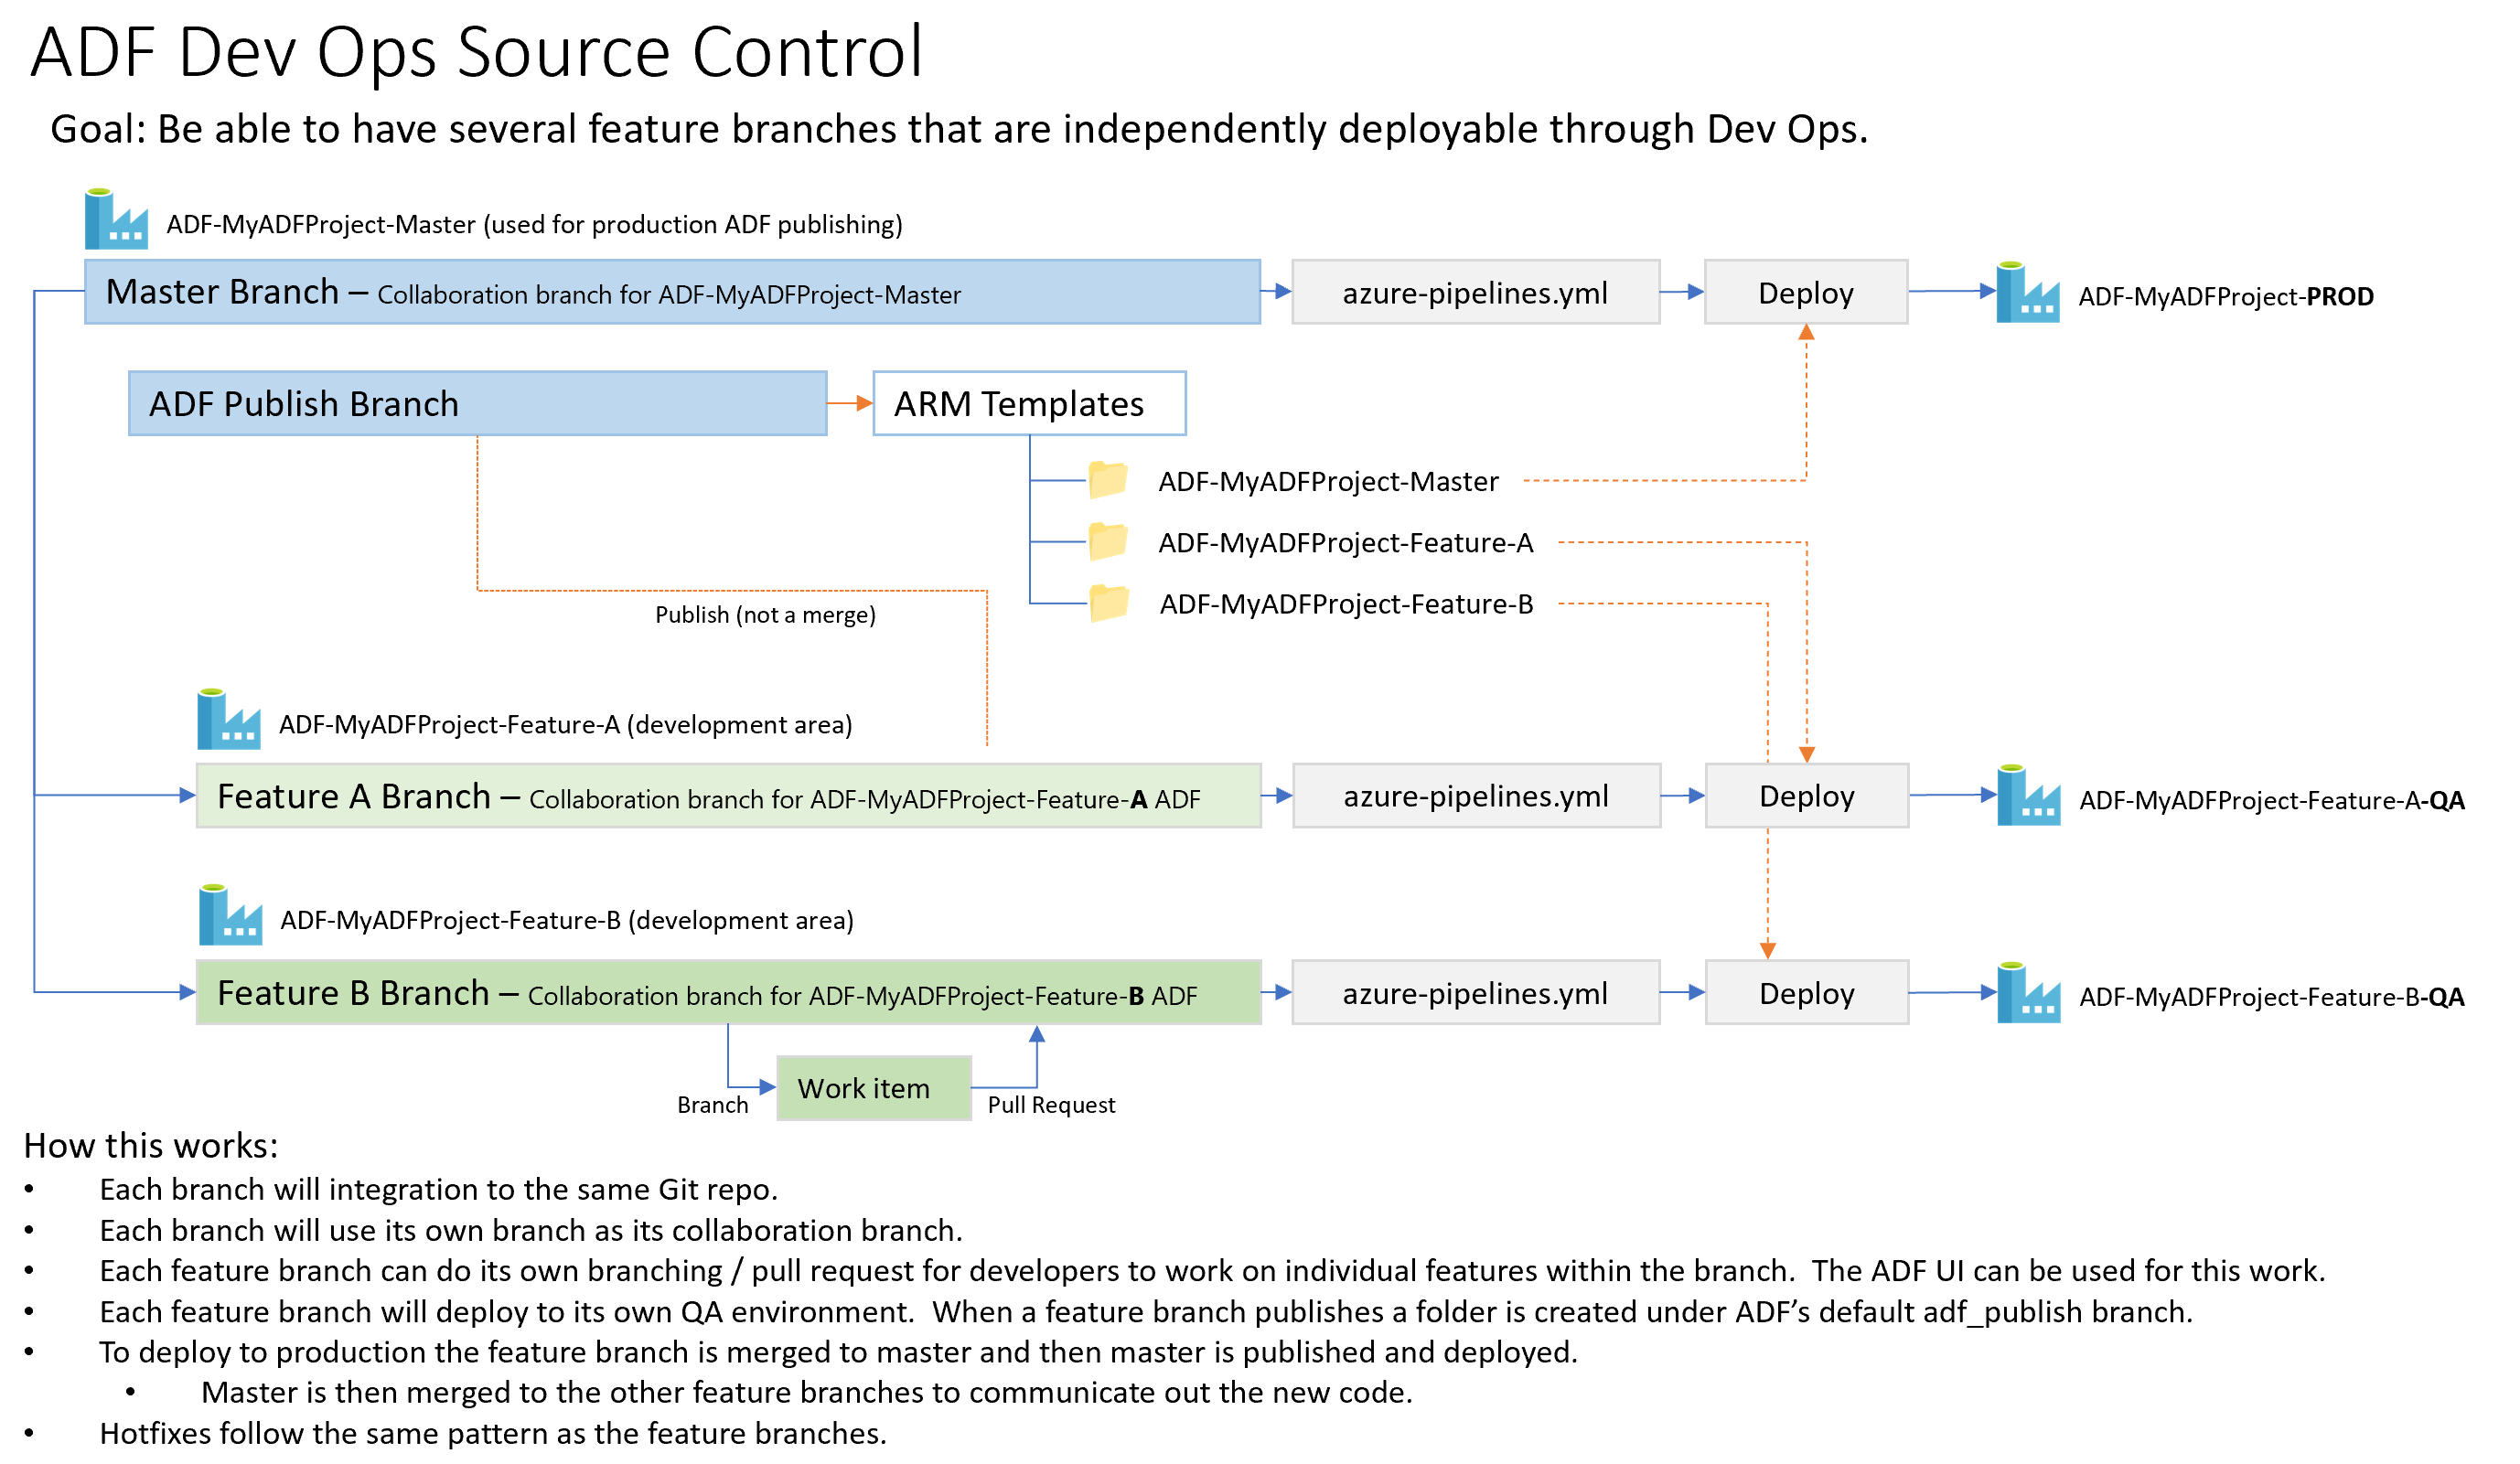 ADF Dev Ops Source Control
Goal: Be able to have several feature branches that are independently deployable through Dev Ops.
ADF-MyADFProject-Master (used for production ADF publishing)
Master Branch – Collaboration branch for ADF-MyADFProject-Master
azure-pipelines.yml
Deploy
ADF-MyADFProject-PROD
ADF Publish Branch
ARM Templates
ADF-MyADFProject-Master
ADF-MyADFProject-Feature-A
ADF-MyADFProject-Feature-B
Publish (not a merge)
ADF-MyADFProject-Feature-A (development area)
Feature A Branch – Collaboration branch for ADF-MyADFProject-Feature-A ADF
azure-pipelines.yml
Deploy
ADF-MyADFProject-Feature-A-QA
ADF-MyADFProject-Feature-B (development area)
Feature B Branch – Collaboration branch for ADF-MyADFProject-Feature-B ADF
azure-pipelines.yml
Deploy
ADF-MyADFProject-Feature-B-QA
Work item
Branch
Pull Request
How this works:
• Each branch will integration to the same Git repo.
• Each branch will use its own branch as its collaboration branch.
• Each feature branch can do its own branching / pull request for developers to work on individual features within the branch. The ADF UI can be used for this work.
• Each feature branch will deploy to its own QA environment. When a feature branch publishes a folder is created under ADF’s default adf_publish branch.
• To deploy to production the feature branch is merged to master and then master is published and deployed.
• Master is then merged to the other feature branches to communicate out the new code.
• Hotfixes follow the same pattern as the feature branches.